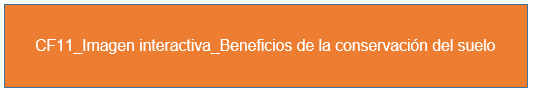 CF11_Imagen interactiva_Beneficios de la conservación del suelo